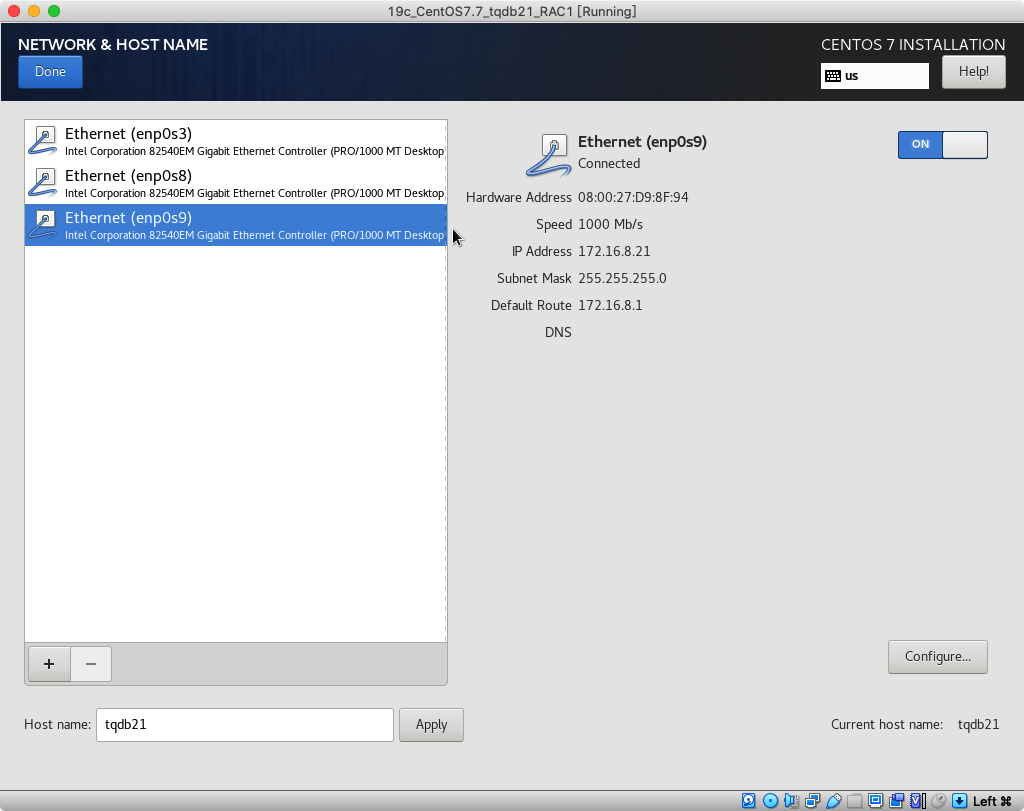 19c_CentOS7.7_tqdb21_RAC1 [Running]
NETWORK & HOST NAME
CENTOS 7 INSTALLATION
Done
us
Help!
Ethernet (enp0s3)
Intel Corporation 82540EM Gigabit Ethernet Controller (PRO/1000 MT Desktop
Ethernet (enp0s8)
Intel Corporation 82540EM Gigabit Ethernet Controller (PRO/1000 MT Desktop
Ethernet (enp0s9)
Intel Corporation 82540EM Gigabit Ethernet Controller (PRO/1000 MT Desktop
Ethernet (enp0s9)
Connected
ON
Hardware Address 08:00:27:D9:8F:94
Speed 1000 Mb/s
IP Address 172.16.8.21
Subnet Mask 255.255.255.0
Default Route 172.16.8.1
DNS
+ −
Configure...
Host name: tqdb21 Apply
Current host name: tqdb21
Left ⌘